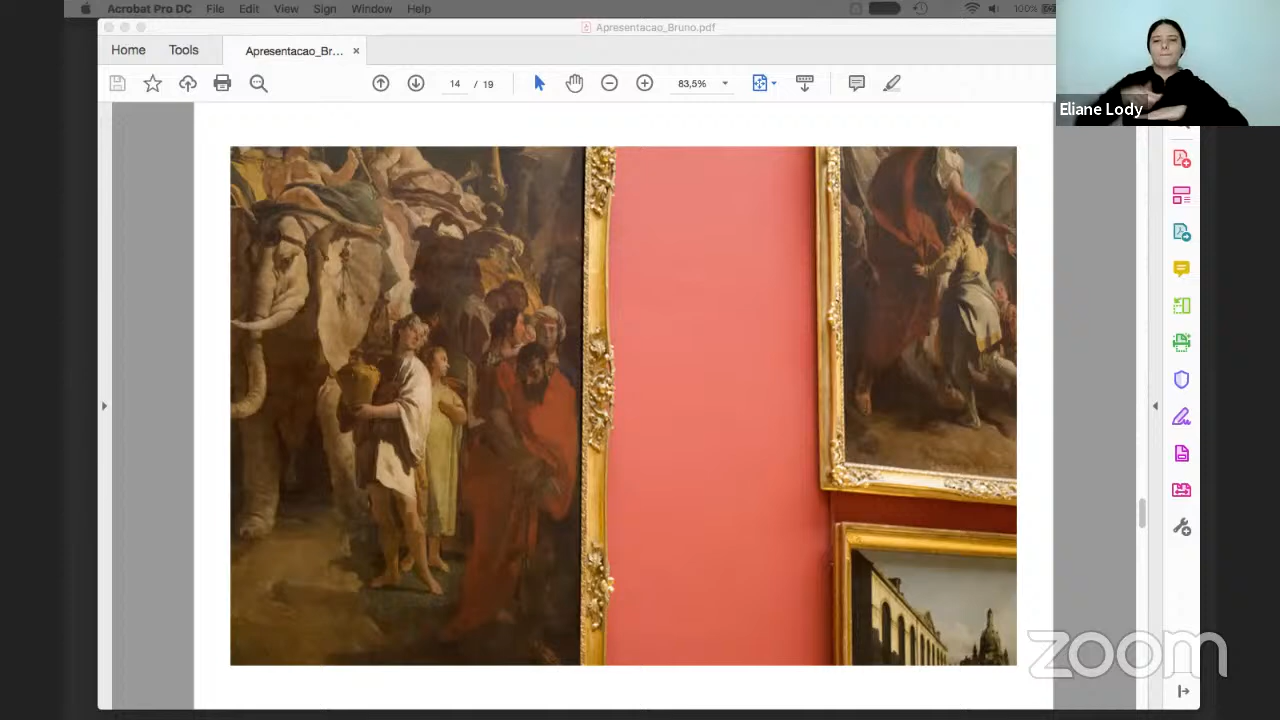 Acrobat Pro DC File Edit View Sign Window Help 100%
Apresentacao_Bruno.pdf
Home Tools Apresentacao_Br... ×
14 / 19 83,5%
Eliane Lody
zoom